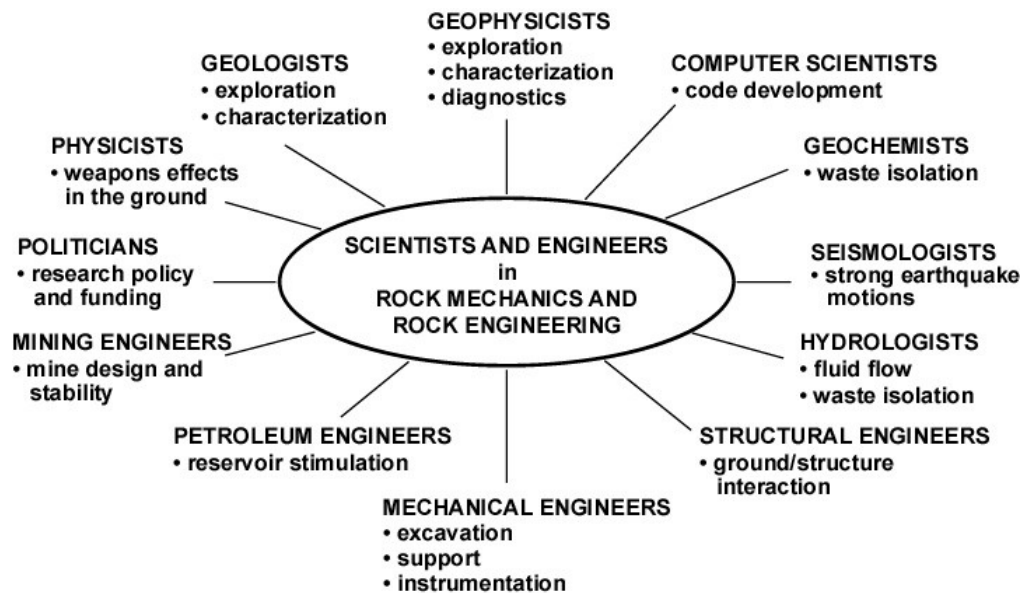 GEOPHYSICISTS
• exploration
• characterization
• diagnostics
GEOLOGISTS
• exploration
• characterization
COMPUTER SCIENTISTS
• code development
PHYSICISTS
• weapons effects
in the ground
GEOCHEMISTS
• waste isolation
POLITICIANS
• research policy
and funding
SCIENTISTS AND ENGINEERS
in
ROCK MECHANICS AND
ROCK ENGINEERING
SEISMOLOGISTS
• strong earthquake
motions
MINING ENGINEERS
• mine design and
stability
HYDROLOGISTS
• fluid flow
• waste isolation
PETROLEUM ENGINEERS
• reservoir stimulation
STRUCTURAL ENGINEERS
• ground/structure
interaction
MECHANICAL ENGINEERS
• excavation
• support
• instrumentation